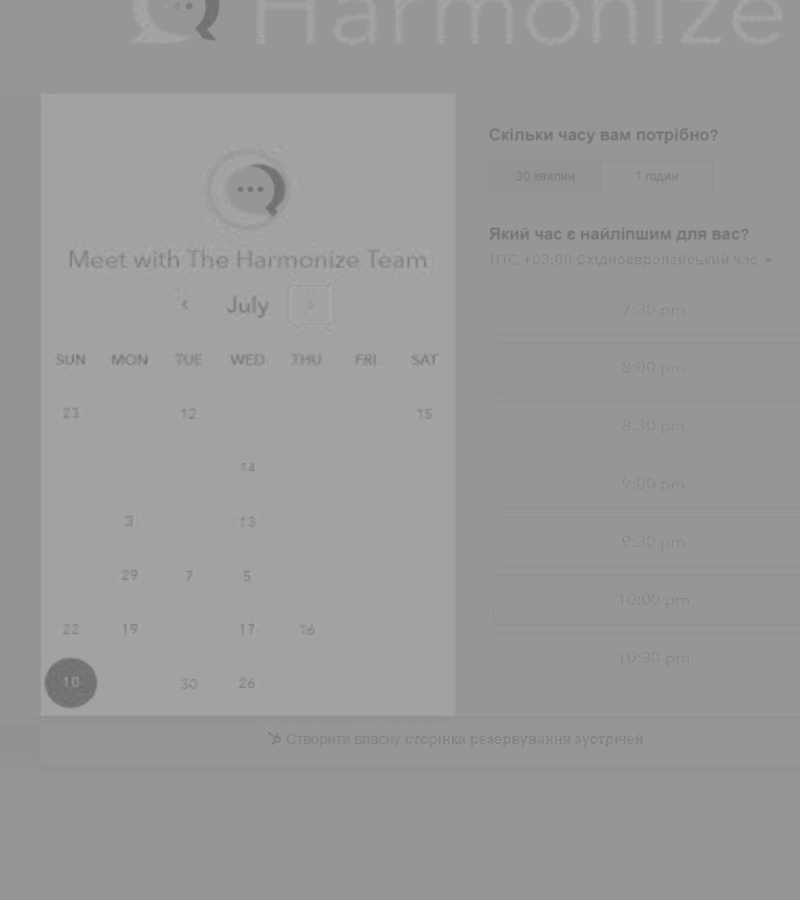 Harmonize
Meet with The Harmonize Team
July
SUN MON TUE WED THU FRI SAT
23 12 15
14
3 13
29 7 5
22 19 17 16
10 30 26
Скільки часу вам потрібно?
30 хвилин 1 годин
Який час є найліпшим для вас?
UTC +03:00 Східноєвропейський час
7:30 pm
8:00 pm
8:30 pm
9:00 pm
9:30 pm
10:00 pm
10:30 pm
Створити власну сторінка резервування зустрічей